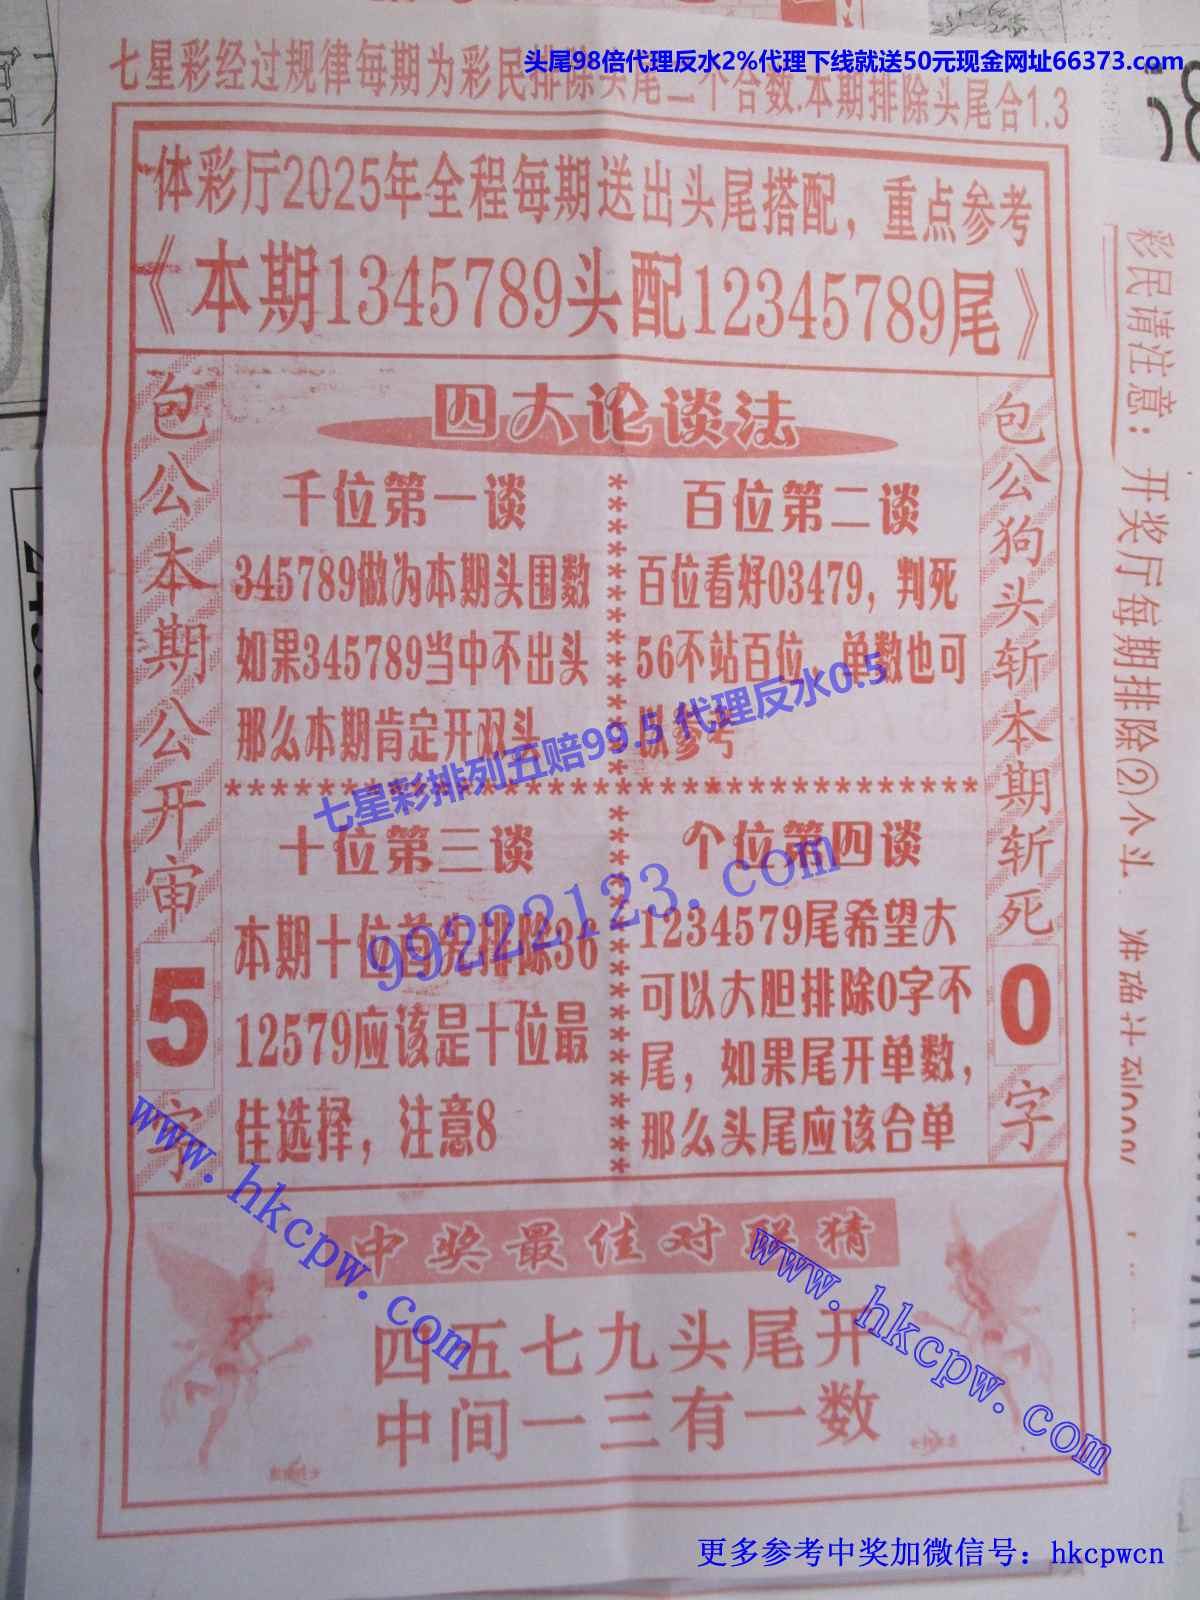 头尾98倍代理反水2%代理下线就送50元现金网址66373.com
七星彩经过规律每期为彩民排除头尾二个合数.本期排除头尾合1.3
体彩厅2025年全程每期送出头尾搭配，重点参考
《本期1345789头配12345789尾》
包公本期公开审5字
四大论谈法
千位第一谈
345789做为本期头围数
如果345789当中不出头
那么本期肯定开双头
百位第二谈
百位看好03479，判死
56不站百位，单数也可
做参考
七星彩排列五赔99.5 代理反水0.5
十位第三谈
本期十位首先排除36
12579应该是十位最
佳选择，注意8
99222123.com
个位第四谈
1234579尾希望大
可以大胆排除0字不
尾，如果尾开单数，
那么头尾应该合单
包公狗头斩本期斩死0字
中奖最佳对联猜
四五七九头尾开
中间一三有一数
www.hkcpw.com
www.hkcpw.com
彩民请注意：开奖厅每期排除②个斗
更多参考中奖加微信号：hkcpwcn